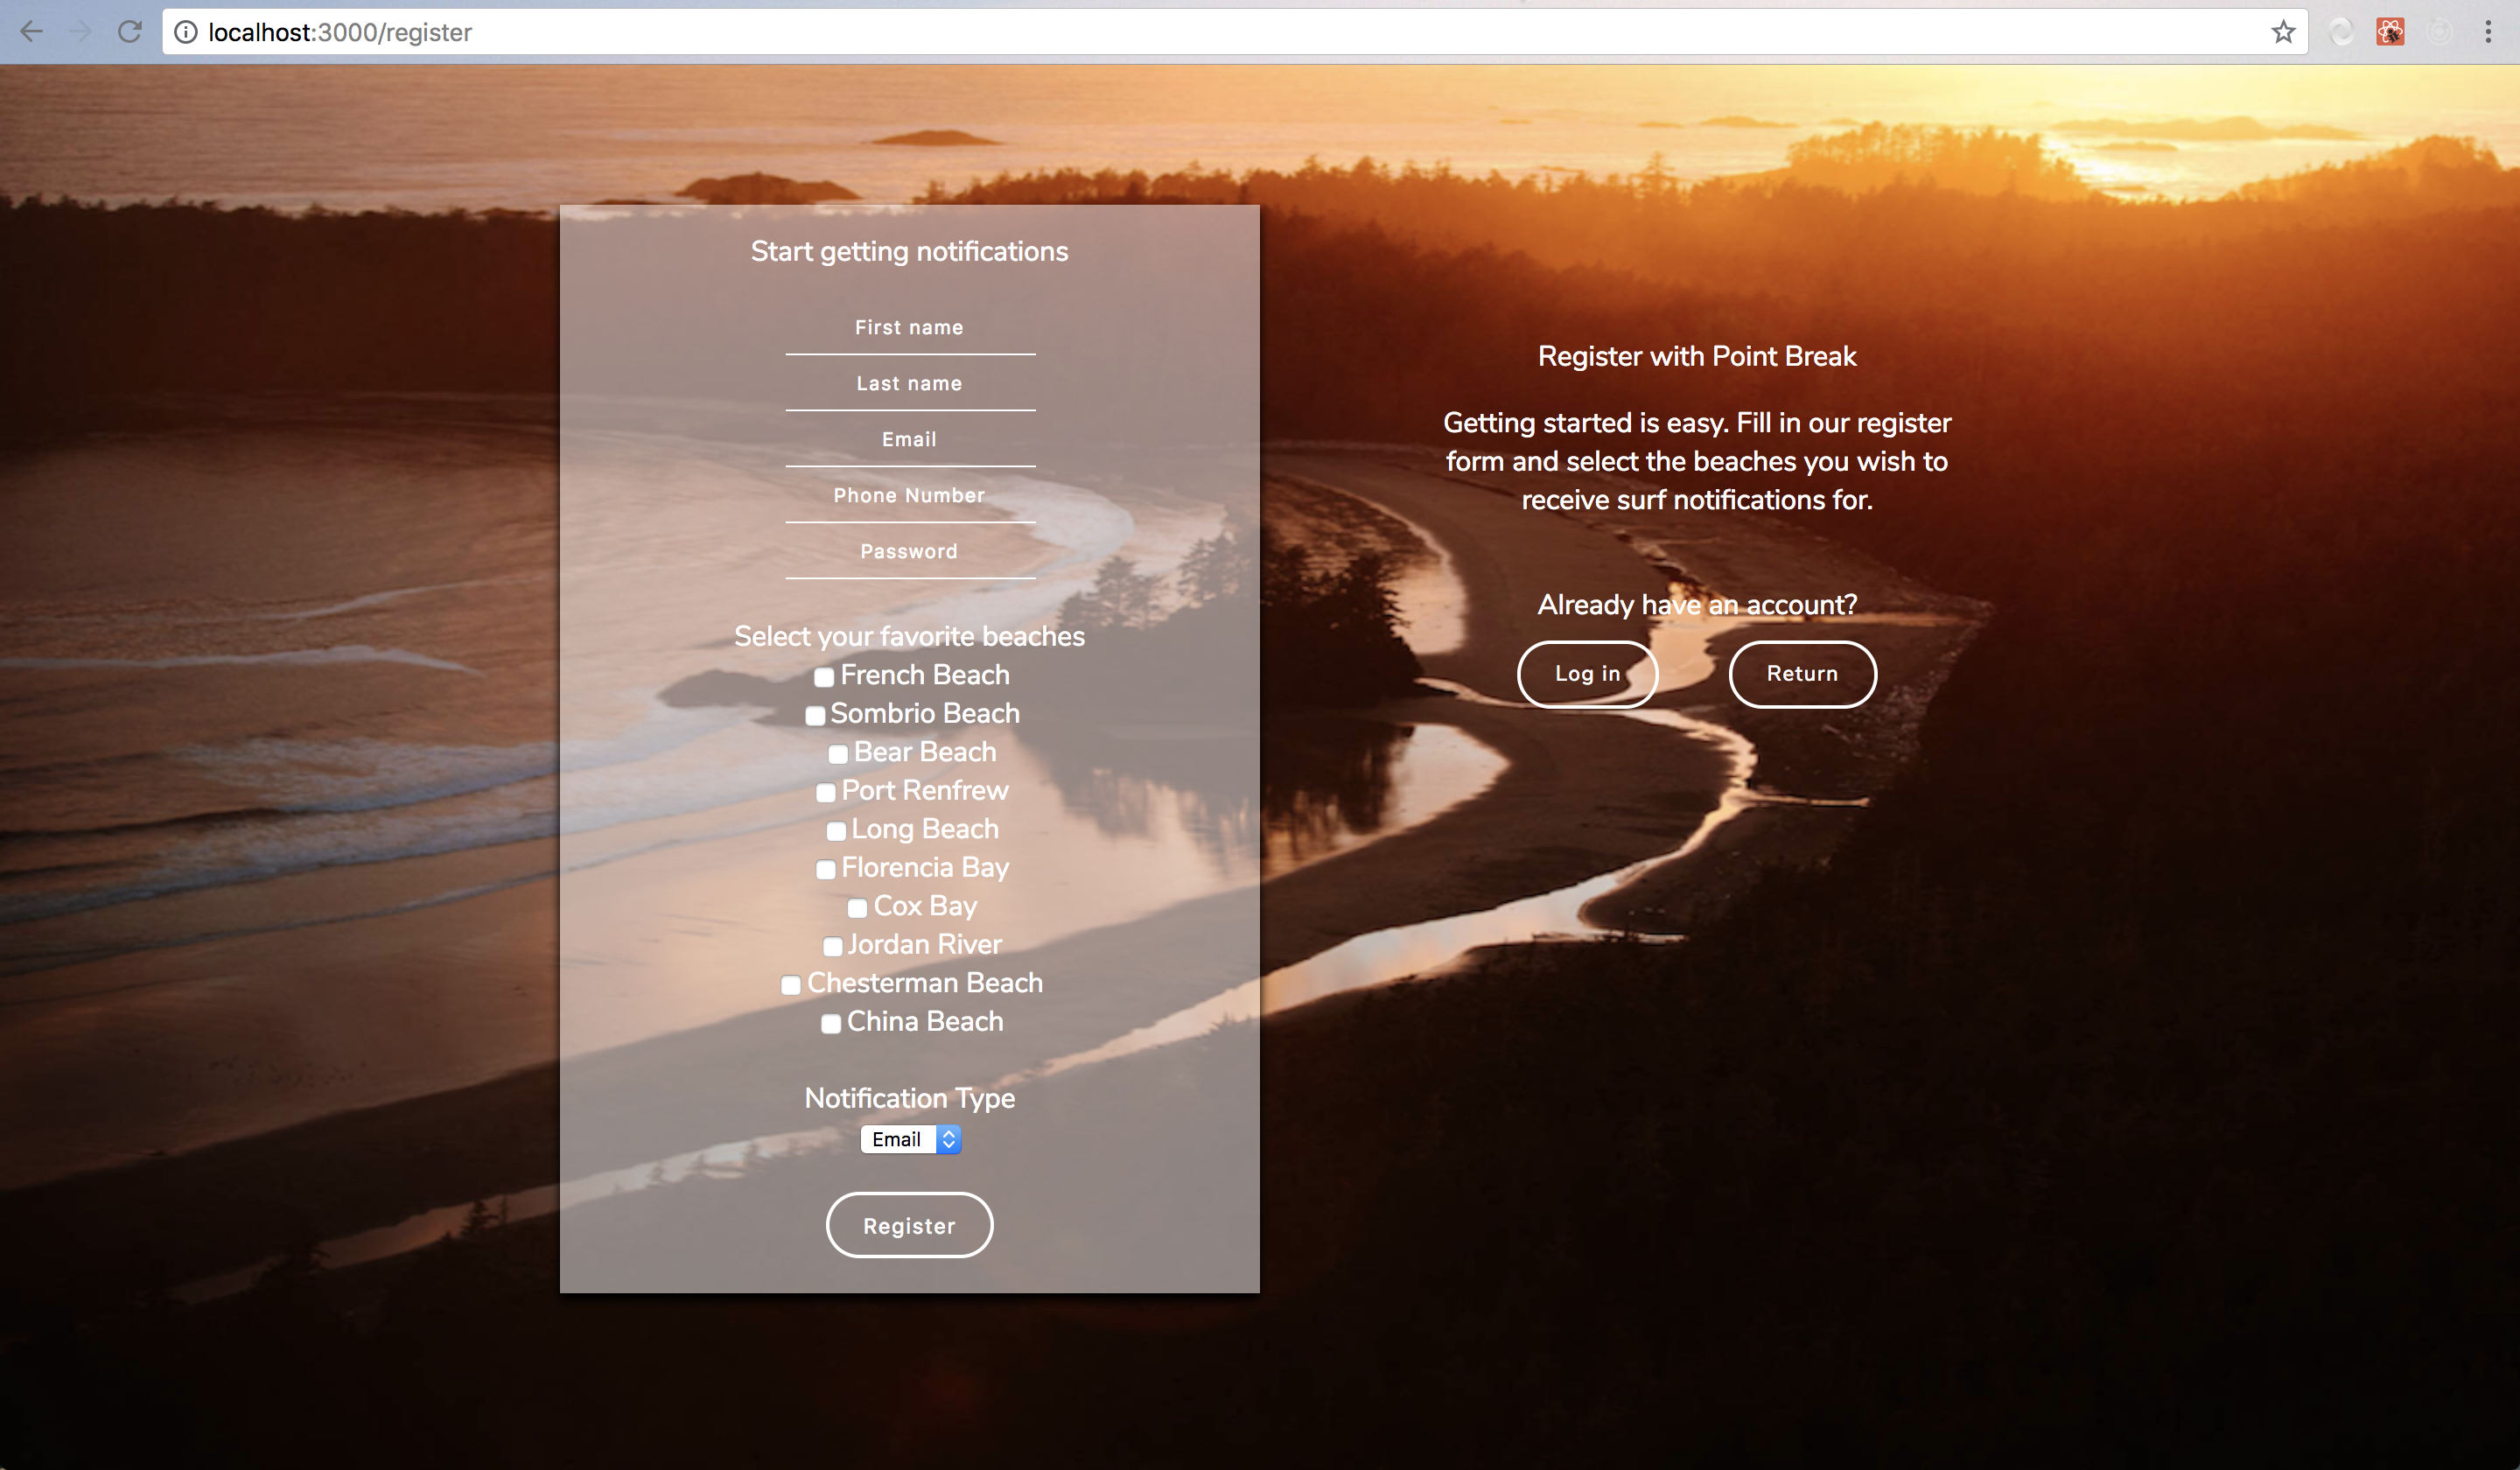 localhost:3000/register
Start getting notifications
First name
Last name
Email
Phone Number
Password
Select your favorite beaches
French Beach
Sombrio Beach
Bear Beach
Port Renfrew
Long Beach
Florencia Bay
Cox Bay
Jordan River
Chesterman Beach
China Beach
Notification Type
Email
Register
Register with Point Break
Getting started is easy. Fill in our register
form and select the beaches you wish to
receive surf notifications for.
Already have an account?
Log in
Return